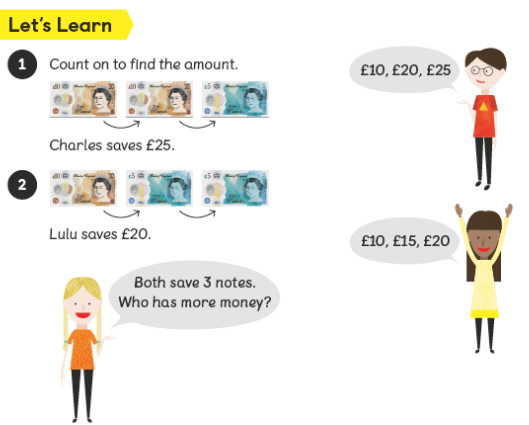 Let's Learn
1
Count on to find the amount.
£10, £20, £25
Charles saves £25.
2
Lulu saves £20.
£10, £15, £20
Both save 3 notes.
Who has more money?